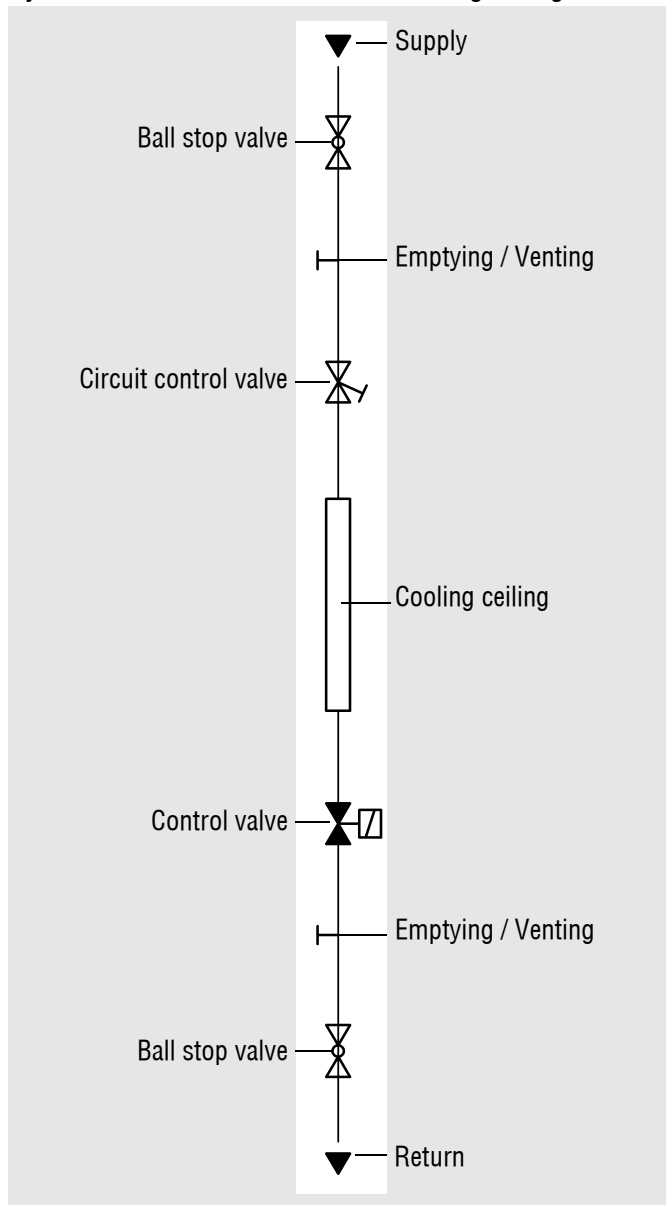 Supply
Ball stop valve
Emptying / Venting
Circuit control valve
Cooling ceiling
Control valve
Emptying / Venting
Ball stop valve
Return